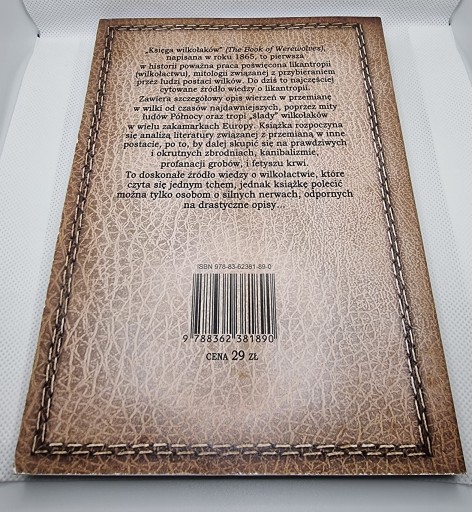 „Księga wilkołaków” (The Book of Werewolves),
napisana w roku 1865, to pierwsza
w historii poważna praca poświęcona likantropii
(wilkołactwu), mitologii związanej z przybieraniem
przez ludzi postaci wilków. Do dziś to najczęściej
cytowane źródło wiedzy o likantropii.
Zawiera szczegółowy opis wierzeń w przemianę
w wilki od czasów najdawniejszych, poprzez mity
ludów Północy oraz tropi „ślady” wilkołaków
w wielu zakamarkach Europy. Książka rozpoczyna
się analizą literatury związanej z przemianą w inne
postacie, po to, by dalej skupić się na prawdziwych
i okrutnych zbrodniach, kanibalizmie,
profanacji grobów, i fetyszu krwi.
To doskonałe źródło wiedzy o wilkołactwie, które
czyta się jednym tchem, jednak książkę polecić
można tylko osobom o silnych nerwach, odpornych
na drastyczne opisy...
ISBN 978-83-62381-89-0
9 788362 381890
CENA 29 ZŁ